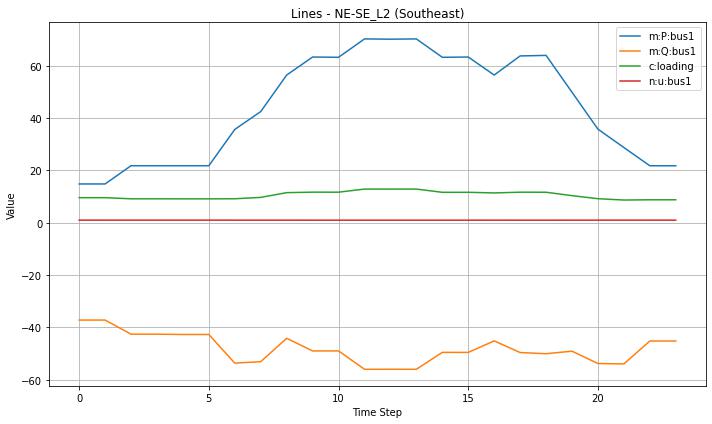 Lines - NE-SE_L2 (Southeast)
m:P:bus1
m:Q:bus1
c:loading
n:u:bus1
Value
60
40
20
0
−20
−40
−60
0
5
10
15
20
Time Step